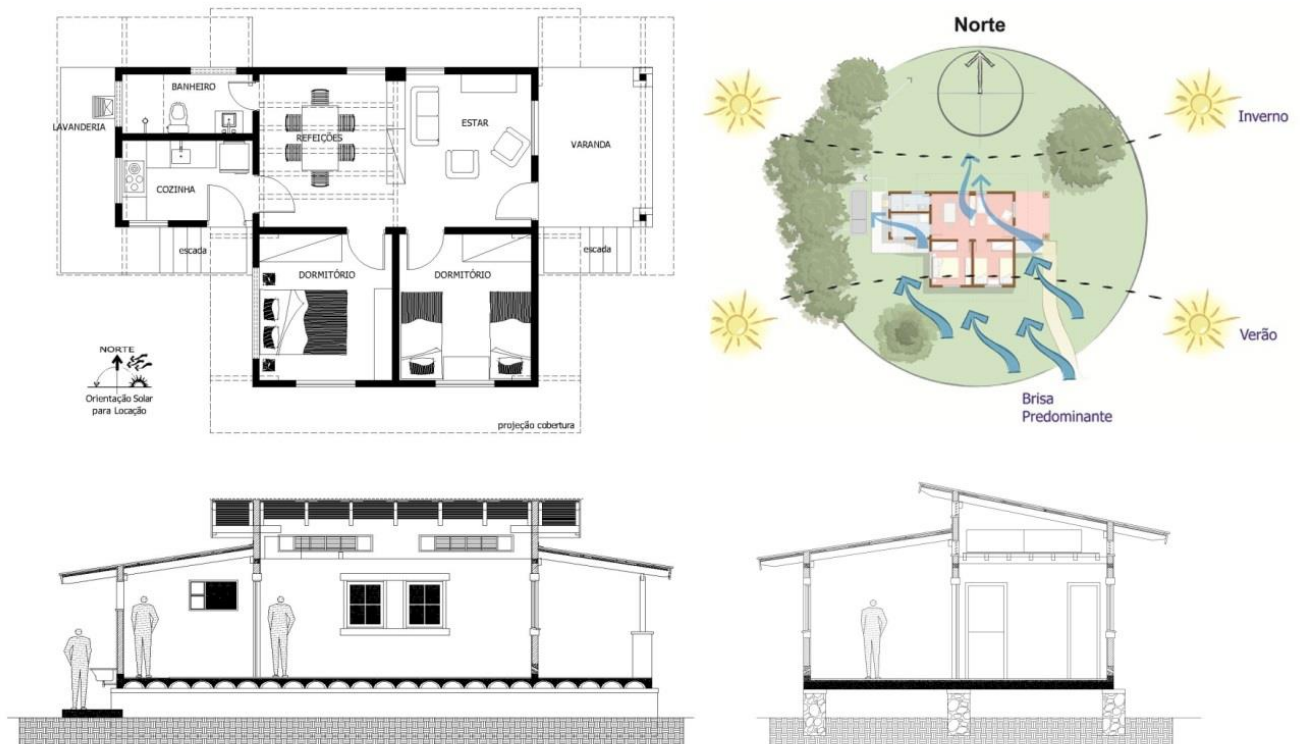 BANHEIRO
LAVANDERIA
REFEIÇÕES
ESTAR
VARANDA
COZINHA
escada
escada
DORMITÓRIO
DORMITÓRIO
NORTE
Orientação Solar
para Locação
projeção cobertura
Norte
Inverno
Verão
Brisa
Predominante